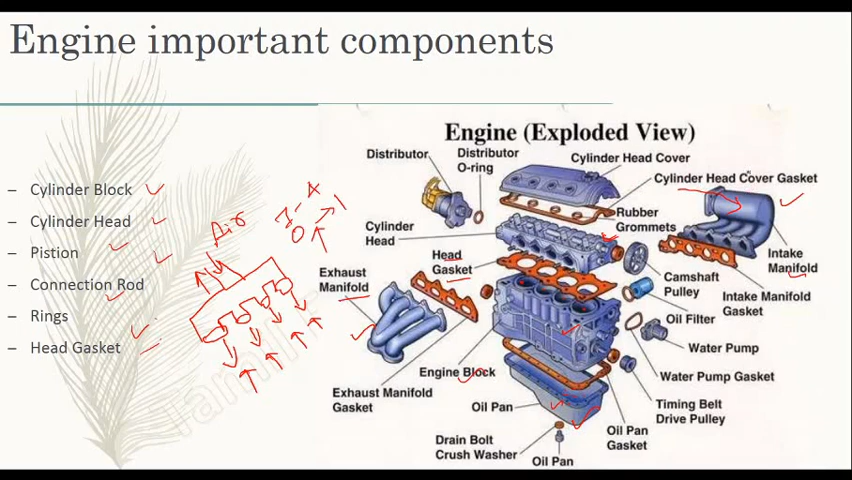 Engine important components
– Cylinder Block
– Cylinder Head
– Pistion
– Connection Rod
– Rings
– Head Gasket
Air
Engine (Exploded View)
Distributor
Distributor
O-ring
Cylinder Head Cover
Cylinder Head Cover Gasket
Rubber
Grommets
Cylinder
Head
Head
Gasket
Intake
Manifold
Camshaft
Pulley
Intake Manifold
Gasket
Exhaust
Manifold
Oil Filter
Water Pump
Engine Block
Water Pump Gasket
Exhaust Manifold
Gasket
Oil Pan
Timing Belt
Drive Pulley
Oil Pan
Gasket
Drain Bolt
Crush Washer
Oil Pan